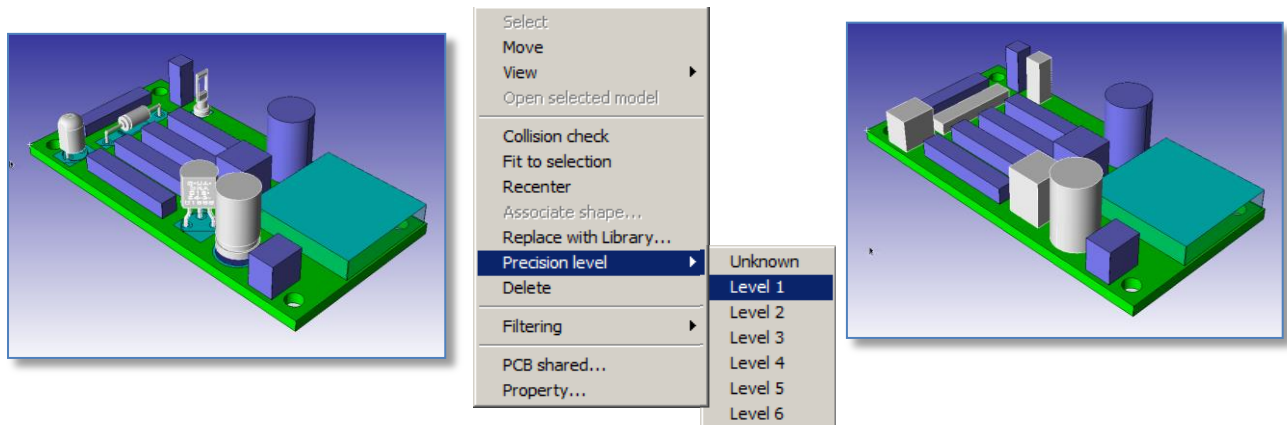 Select
Move
View
Open selected model
Collision check
Fit to selection
Recenter
Associate shape...
Replace with Library...
Precision level
Delete
Filtering
PCB shared...
Property...
Unknown
Level 1
Level 2
Level 3
Level 4
Level 5
Level 6